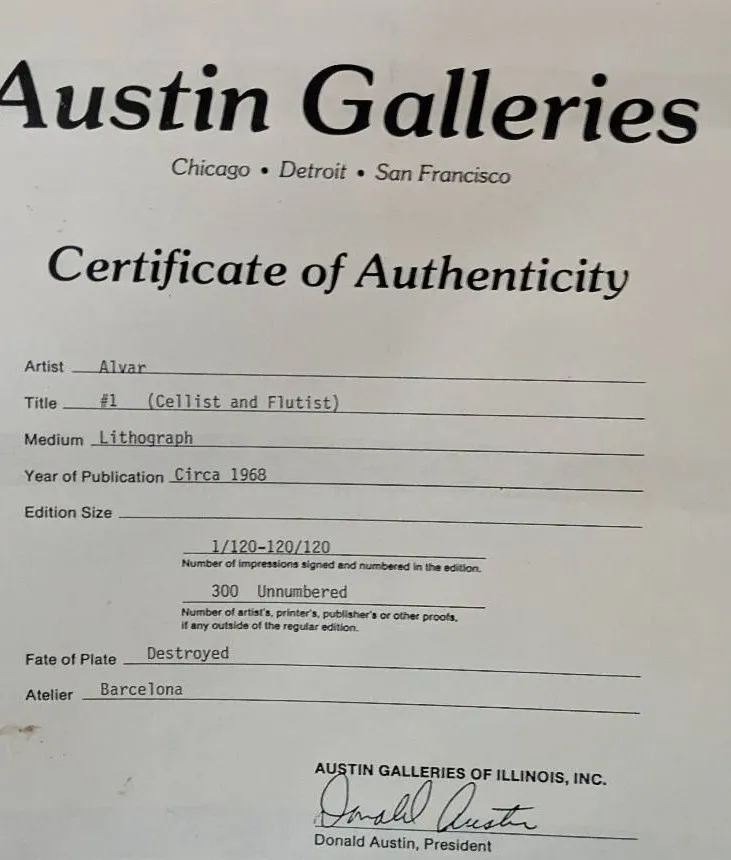 Austin Galleries
Chicago • Detroit • San Francisco
Certificate of Authenticity
Artist Alvar
Title #1 (Cellist and Flutist)
Medium Lithograph
Year of Publication Circa 1968
Edition Size
1/120-120/120
Number of impressions signed and numbered in the edition.
300 Unnumbered
Number of artist's, printer's, publisher's or other proofs,
if any outside of the regular edition.
Fate of Plate Destroyed
Atelier Barcelona
AUSTIN GALLERIES OF ILLINOIS, INC.
Donald Austin
Donald Austin, President